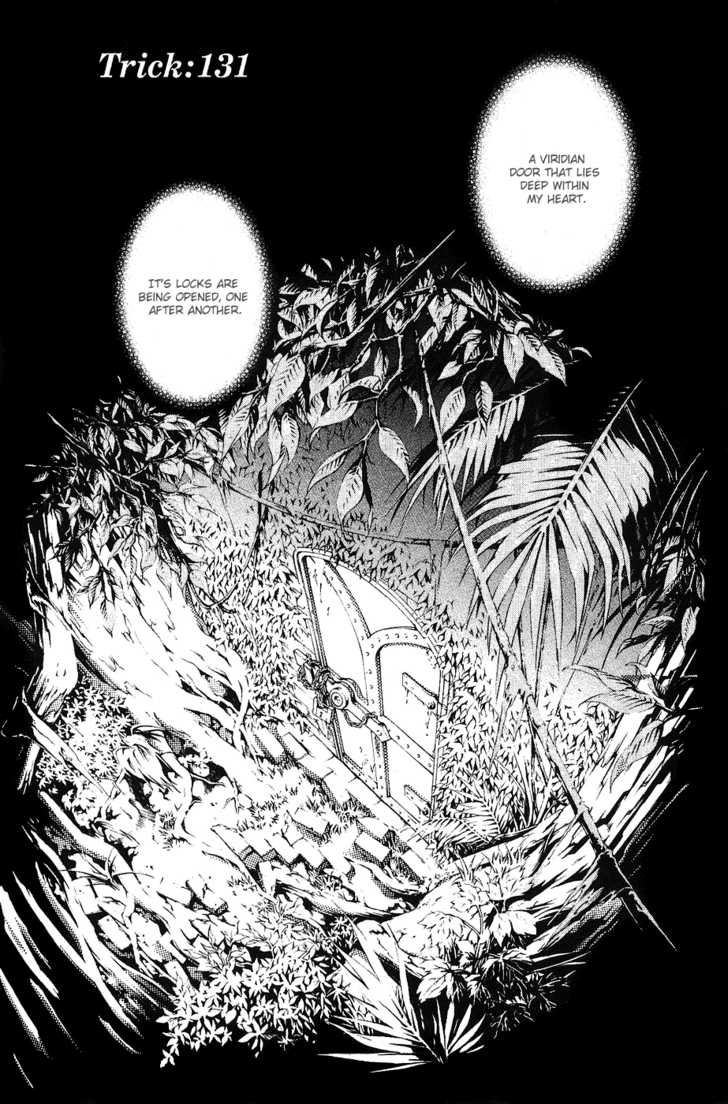 Trick:131
A VIRIDIAN
DOOR THAT LIES
DEEP WITHIN
MY HEART.
IT'S LOCKS ARE
BEING OPENED, ONE
AFTER ANOTHER.